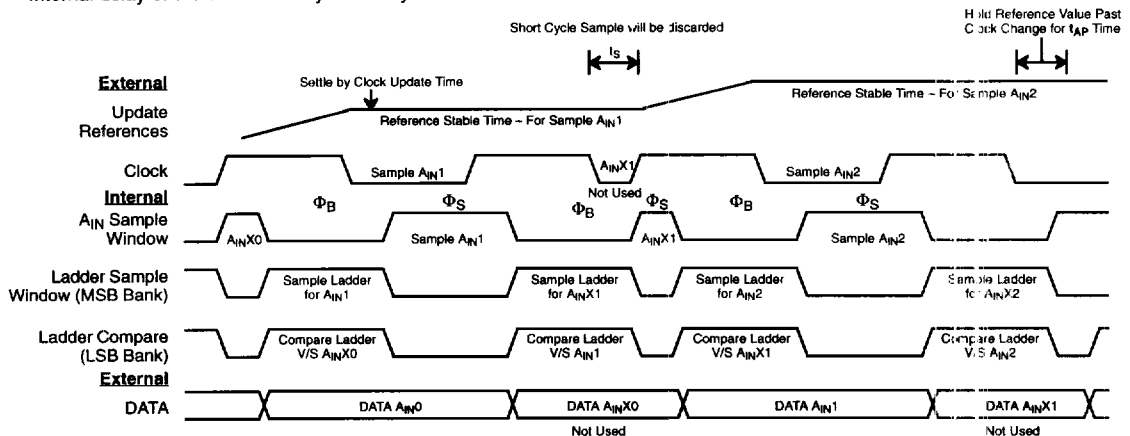 Short Cycle Sample will be discarded
tS
Hold Reference Value Past
Clock Change for tAP Time
External
Settle by Clock Update Time
Update
References
Reference Stable Time – For Sample AIN1
Reference Stable Time – For Sample AIN2
Clock
Sample AIN1
AINX1
Sample AIN2
Not Used
Internal
ΦB
ΦS
ΦB
ΦS
ΦB
ΦS
AIN Sample
Window
AINX0
Sample AIN1
AINX1
Sample AIN2
Ladder Sample
Window (MSB Bank)
Sample Ladder
for AIN1
Sample Ladder
for AINX1
Sample Ladder
for AIN2
Sample Ladder
for AINX2
Ladder Compare
(LSB Bank)
Compare Ladder
V/S AINX0
Compare Ladder
V/S AIN1
Compare Ladder
V/S AINX1
Compare Ladder
V/S AIN2
External
DATA
DATA AIN0
DATA AINX0
DATA AIN1
DATA AINX1
Not Used
Not Used